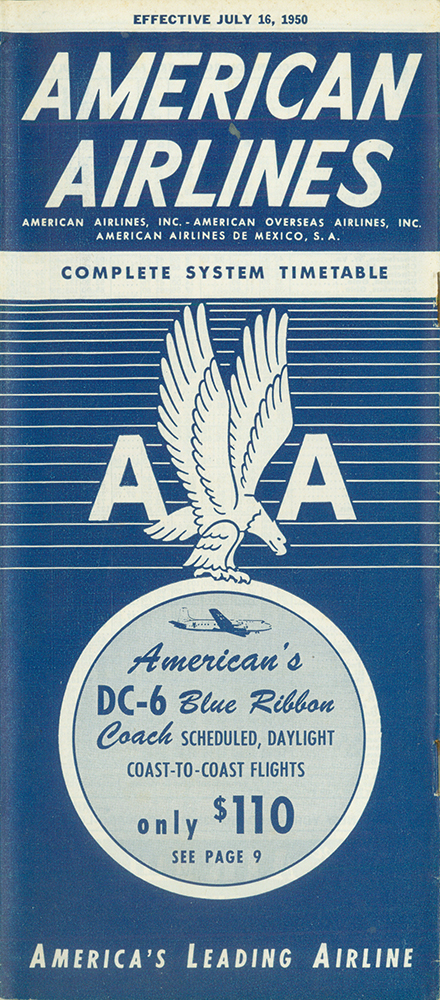 EFFECTIVE JULY 16, 1950
AMERICAN
AIRLINES
AMERICAN AIRLINES, INC. - AMERICAN OVERSEAS AIRLINES, INC.
AMERICAN AIRLINES DE MEXICO, S. A.
COMPLETE SYSTEM TIMETABLE
A A
American's
DC-6 Blue Ribbon
Coach SCHEDULED, DAYLIGHT
COAST-TO-COAST FLIGHTS
only $110
SEE PAGE 9
AMERICA'S LEADING AIRLINE